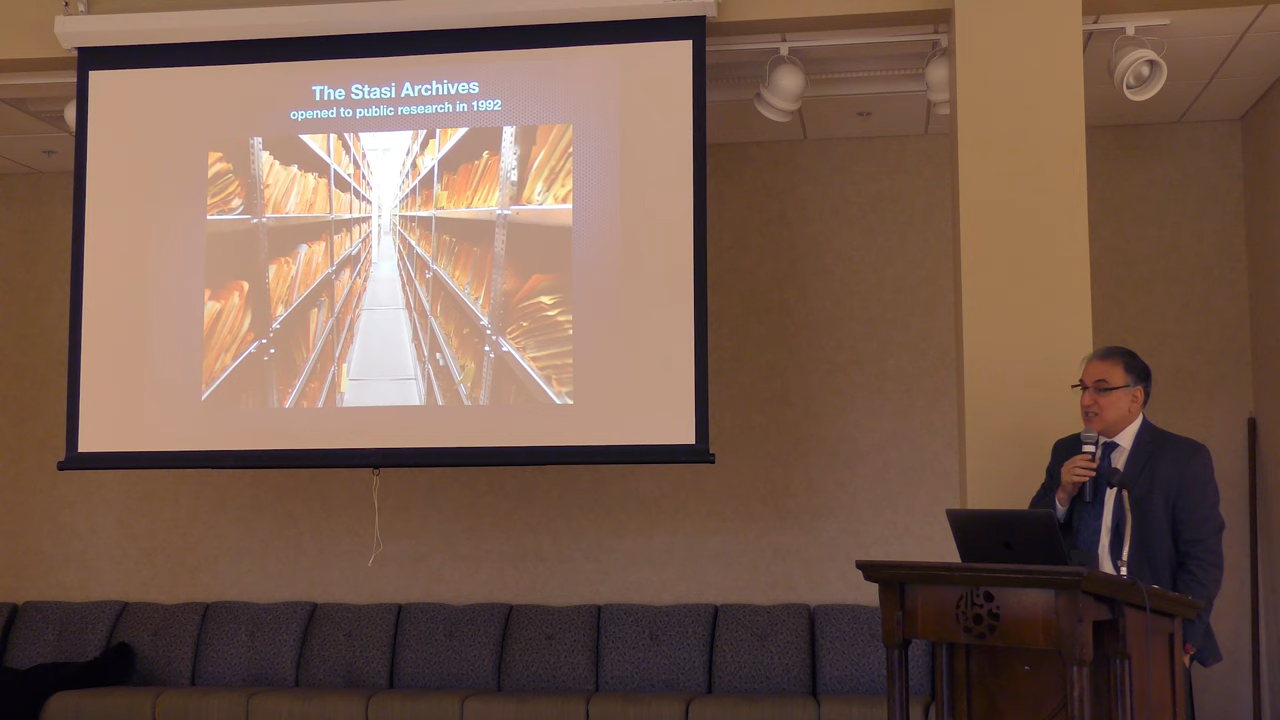 The Stasi Archives
opened to public research in 1992